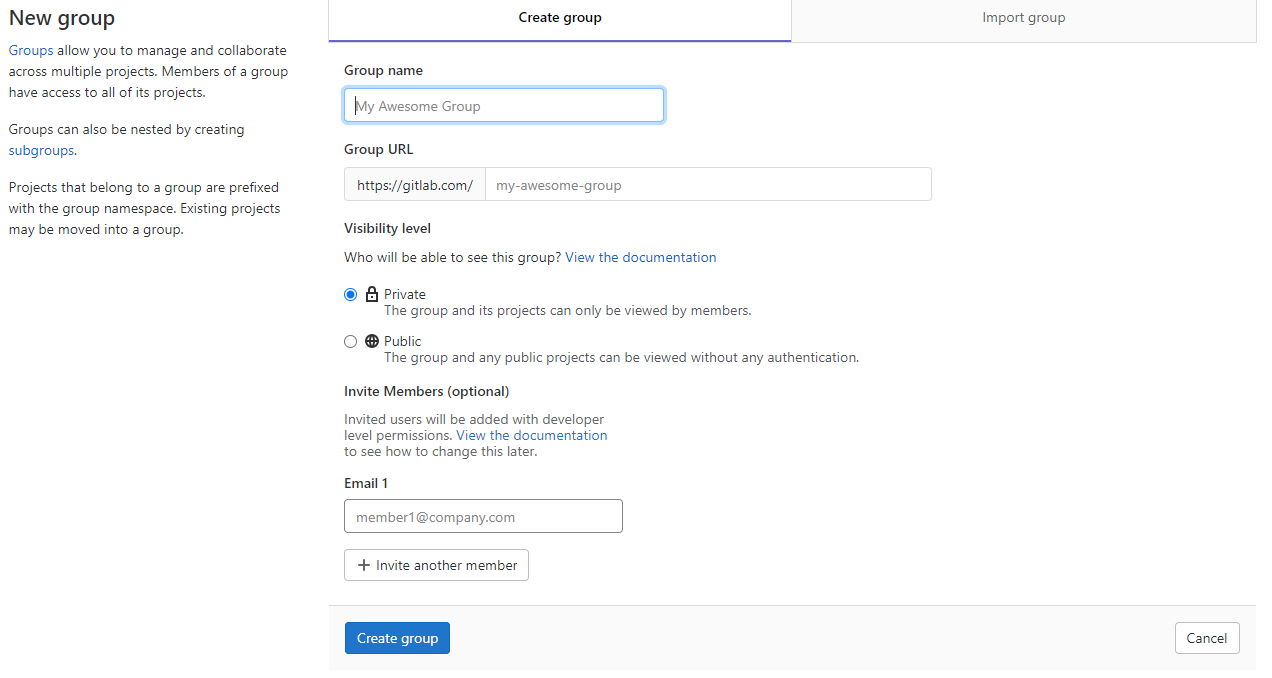 New group
Groups allow you to manage and collaborate
across multiple projects. Members of a group
have access to all of its projects.
Groups can also be nested by creating
subgroups.
Projects that belong to a group are prefixed
with the group namespace. Existing projects
may be moved into a group.
Create group
Import group
Group name
My Awesome Group
Group URL
https://gitlab.com/
my-awesome-group
Visibility level
Who will be able to see this group? View the documentation
Private
The group and its projects can only be viewed by members.
Public
The group and any public projects can be viewed without any authentication.
Invite Members (optional)
Invited users will be added with developer
level permissions. View the documentation
to see how to change this later.
Email 1
member1@company.com
Invite another member
Create group
Cancel